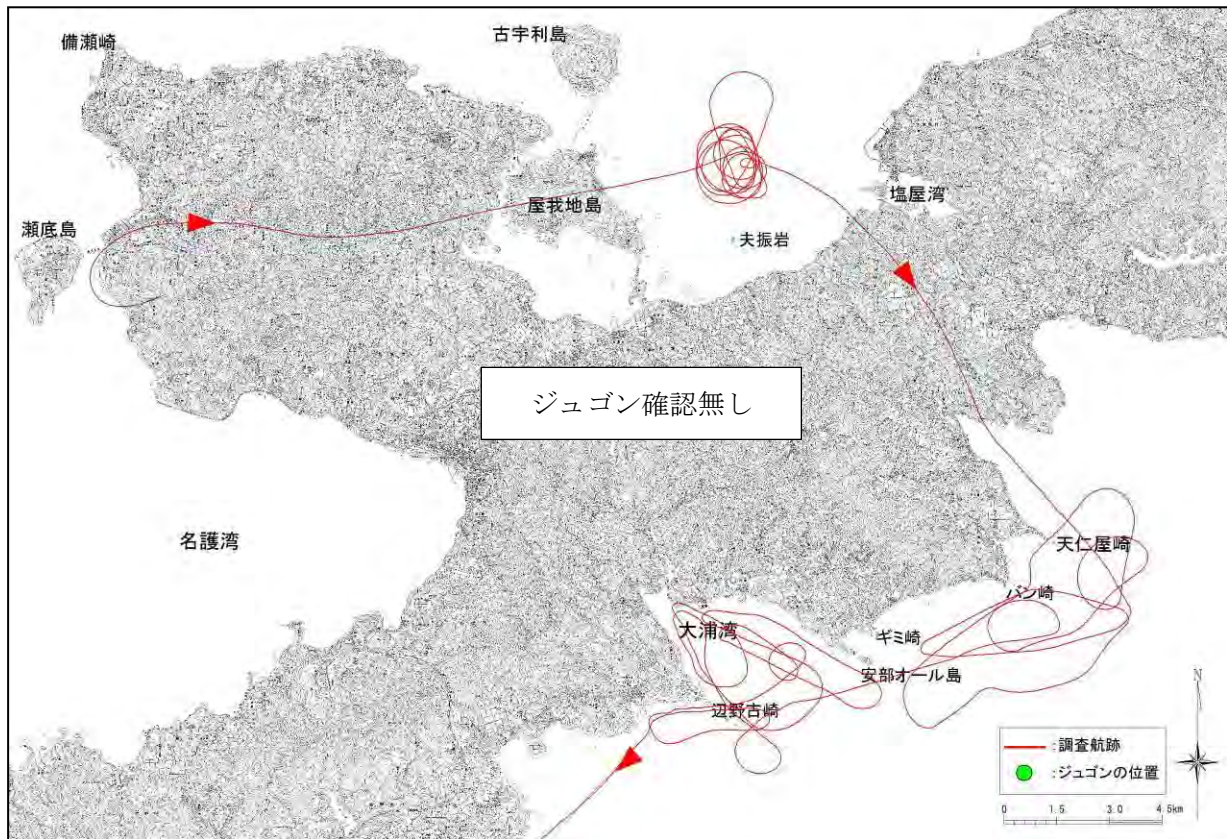 古宇利島
備瀬崎
塩屋湾
屋我地島
瀬底島
夫振岩
ジュゴン確認無し
名護湾
天仁屋崎
バン崎
大浦湾
ギミ崎
安部オール島
辺野古崎
N
:調査航跡
:ジュゴンの位置
0 1.5 3.0 4.5km